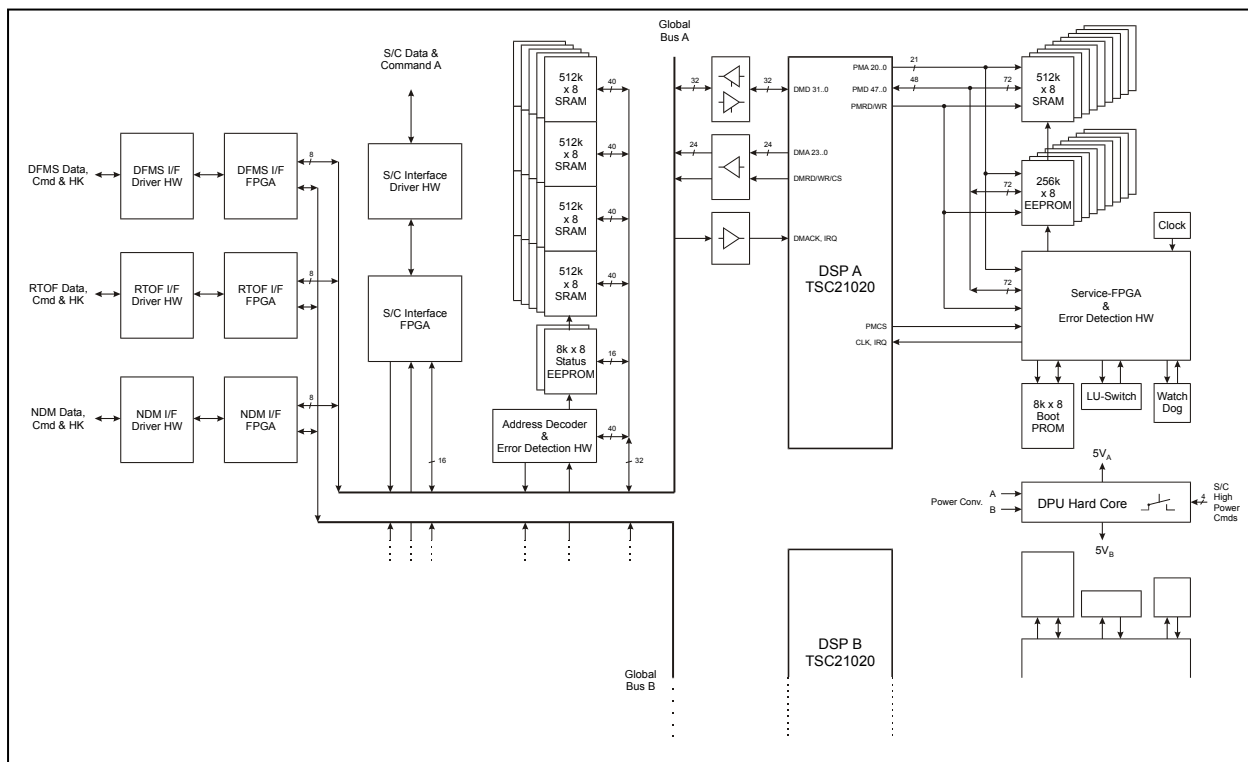 Global
Bus A
S/C Data &
Command A
DFMS Data,
Cmd & HK
DFMS I/F
Driver HW
DFMS I/F
FPGA
8
RTOF Data,
Cmd & HK
RTOF I/F
Driver HW
RTOF I/F
FPGA
8
NDM Data,
Cmd & HK
NDM I/F
Driver HW
NDM I/F
FPGA
8
S/C Interface
Driver HW
S/C Interface
FPGA
16
512k
x 8
SRAM
40
512k
x 8
SRAM
40
512k
x 8
SRAM
40
512k
x 8
SRAM
40
8k x 8
Status
EEPROM
16
Address Decoder
&
Error Detection HW
40
32
32
32
24
24
DMD 31..0
DMA 23..0
DMRD/WR/CS
DMACK, IRQ
DSP A
TSC21020
PMA 20..0
PMD 47..0
PMRD/WR
PMCS
CLK, IRQ
21
48
72
512k
x 8
SRAM
72
256k
x 8
EEPROM
Clock
72
Service-FPGA
&
Error Detection HW
8k x 8
Boot
PROM
LU-Switch
Watch
Dog
5VA
Power Conv.
A
B
DPU Hard Core
4
S/C
High
Power
Cmds
5VB
DSP B
TSC21020
Global
Bus B